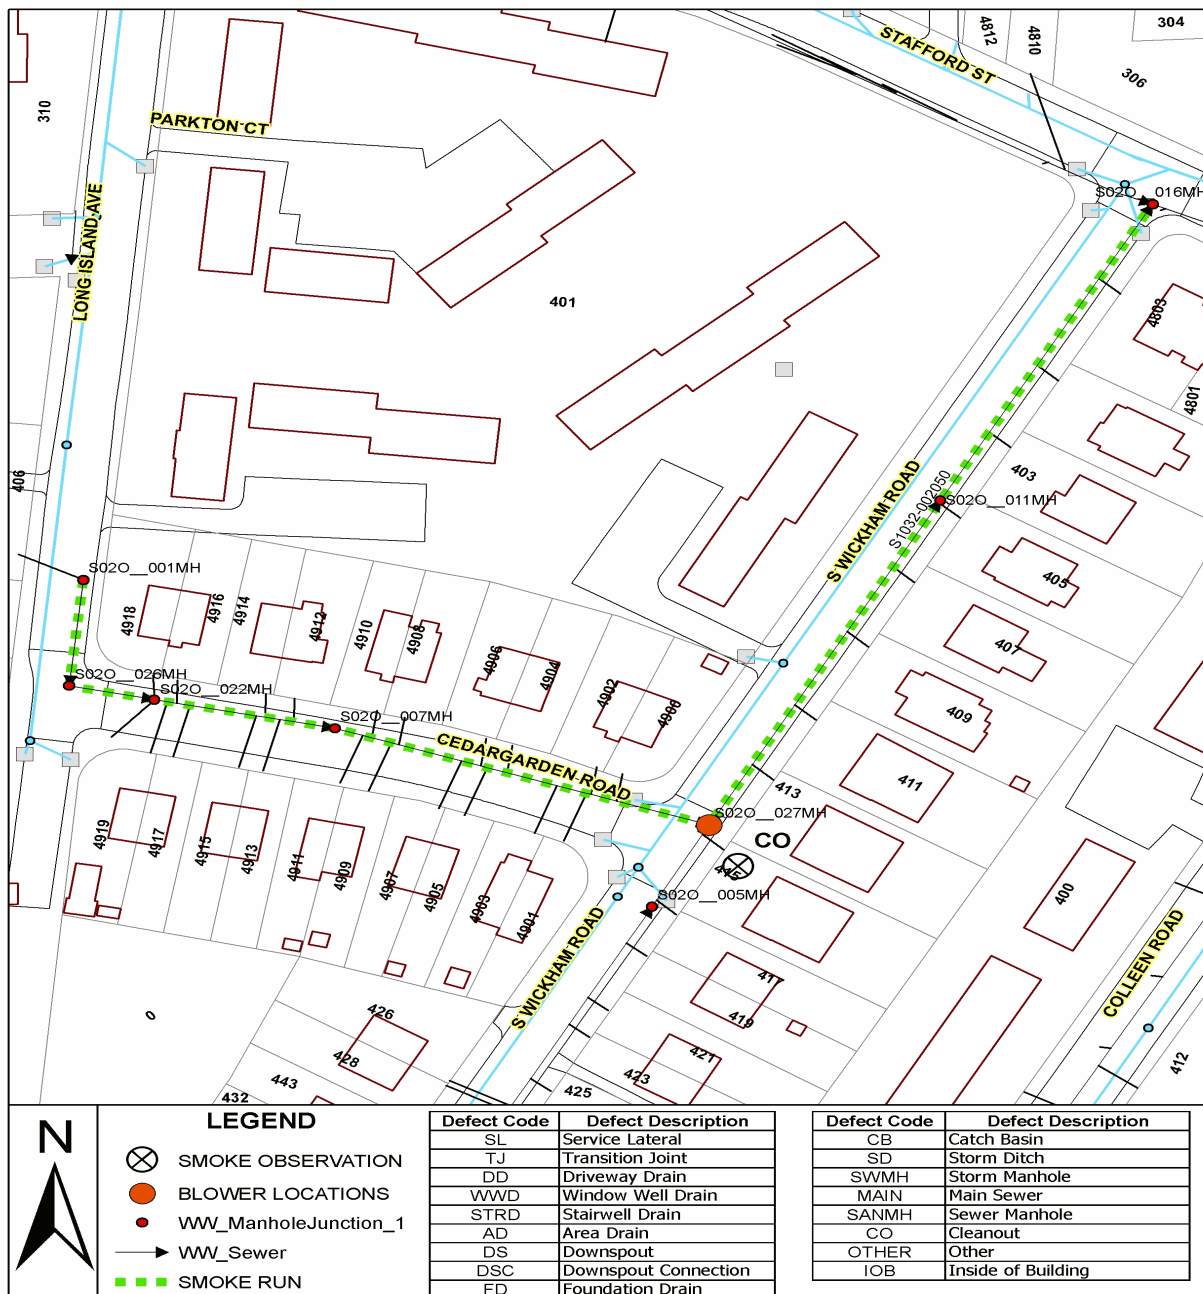 304
4812
4810
STAFFORD ST
306
310
PARKTON CT
LONG ISLAND AVE
S02O__016MH
401
4803
4801
403
406
S WICKHAM ROAD
S1032-002050
S02O__011MH
S02O__001MH
405
4918
4916
4914
4912
4910
4908
4906
4904
4902
4900
407
S02O__026MH
S02O__022MH
S02O__007MH
409
CEDARGARDEN ROAD
411
413
S02O__027MH
CO
415
4919
4917
4915
4913
4911
4909
4907
4905
4903
4901
S02O__005MH
400
S WICKHAM ROAD
COLLEEN ROAD
417
419
0
426
428
421
423
425
443
432
412
N
LEGEND
SMOKE OBSERVATION
BLOWER LOCATIONS
WW_ManholeJunction_1
WW_Sewer
SMOKE RUN
Defect Code Defect Description
SL Service Lateral
TJ Transition Joint
DD Driveway Drain
WWD Window Well Drain
STRD Stairwell Drain
AD Area Drain
DS Downspout
DSC Downspout Connection
FD Foundation Drain
Defect Code Defect Description
CB Catch Basin
SD Storm Ditch
SWMH Storm Manhole
MAIN Main Sewer
SANMH Sewer Manhole
CO Cleanout
OTHER Other
IOB Inside of Building